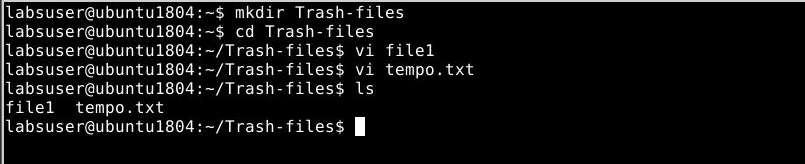 labsuser@ubuntu1804:~$ mkdir Trash-files
labsuser@ubuntu1804:~$ cd Trash-files
labsuser@ubuntu1804:~/Trash-files$ vi file1
labsuser@ubuntu1804:~/Trash-files$ vi tempo.txt
labsuser@ubuntu1804:~/Trash-files$ ls
file1  tempo.txt
labsuser@ubuntu1804:~/Trash-files$